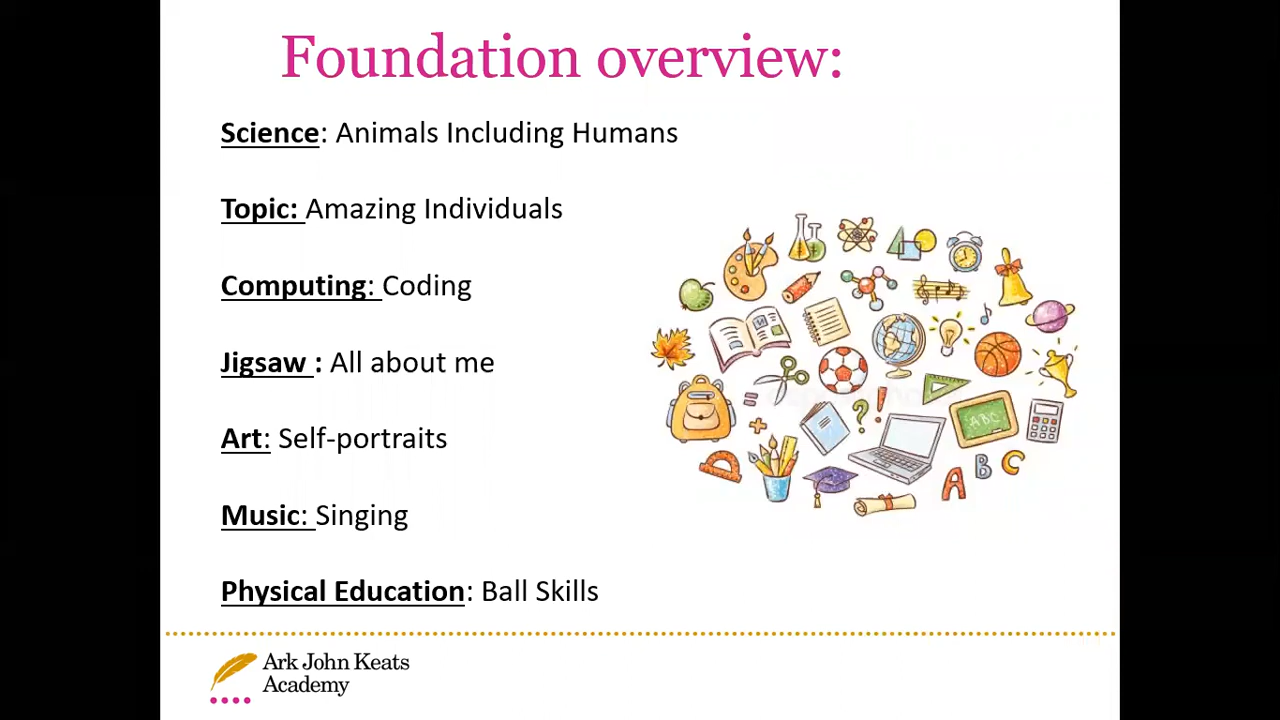 Foundation overview:
Science: Animals Including Humans
Topic: Amazing Individuals
Computing: Coding
Jigsaw : All about me
Art: Self-portraits
Music: Singing
Physical Education: Ball Skills
ABC
A B C
Ark John Keats
Academy